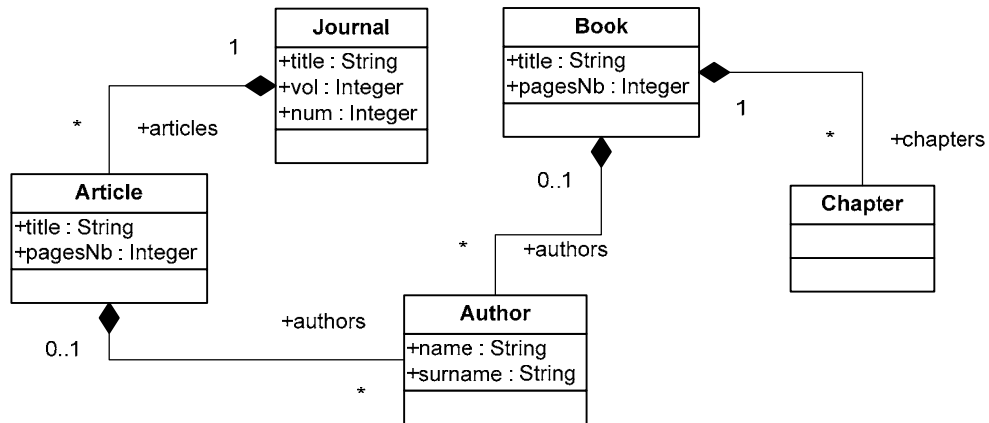 Journal
+title : String
+vol : Integer
+num : Integer
1
*
+articles
Article
+title : String
+pagesNb : Integer
0..1
+authors
*
Book
+title : String
+pagesNb : Integer
1
*
+chapters
Chapter
0..1
*
+authors
Author
+name : String
+surname : String